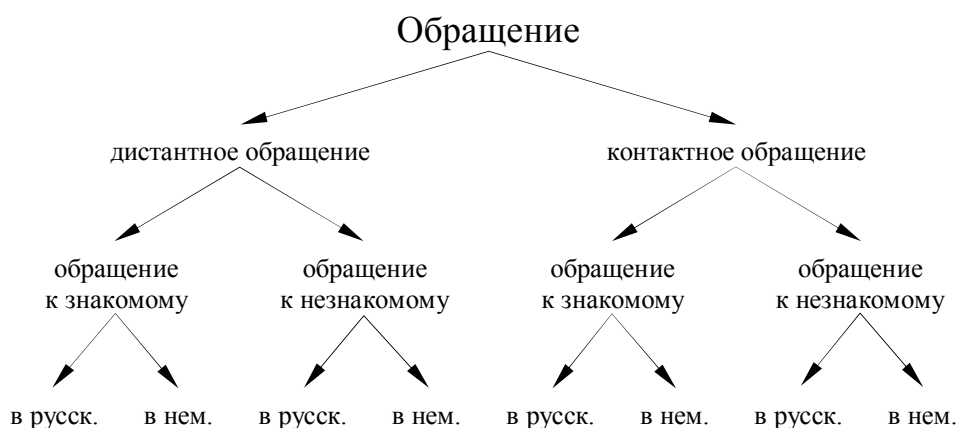 Обращение
дистантное обращение
контактное обращение
обращение
к знакомому
обращение
к незнакомому
обращение
к знакомому
обращение
к незнакомому
в русск.
в нем.
в русск.
в нем.
в русск.
в нем.
в русск.
в нем.